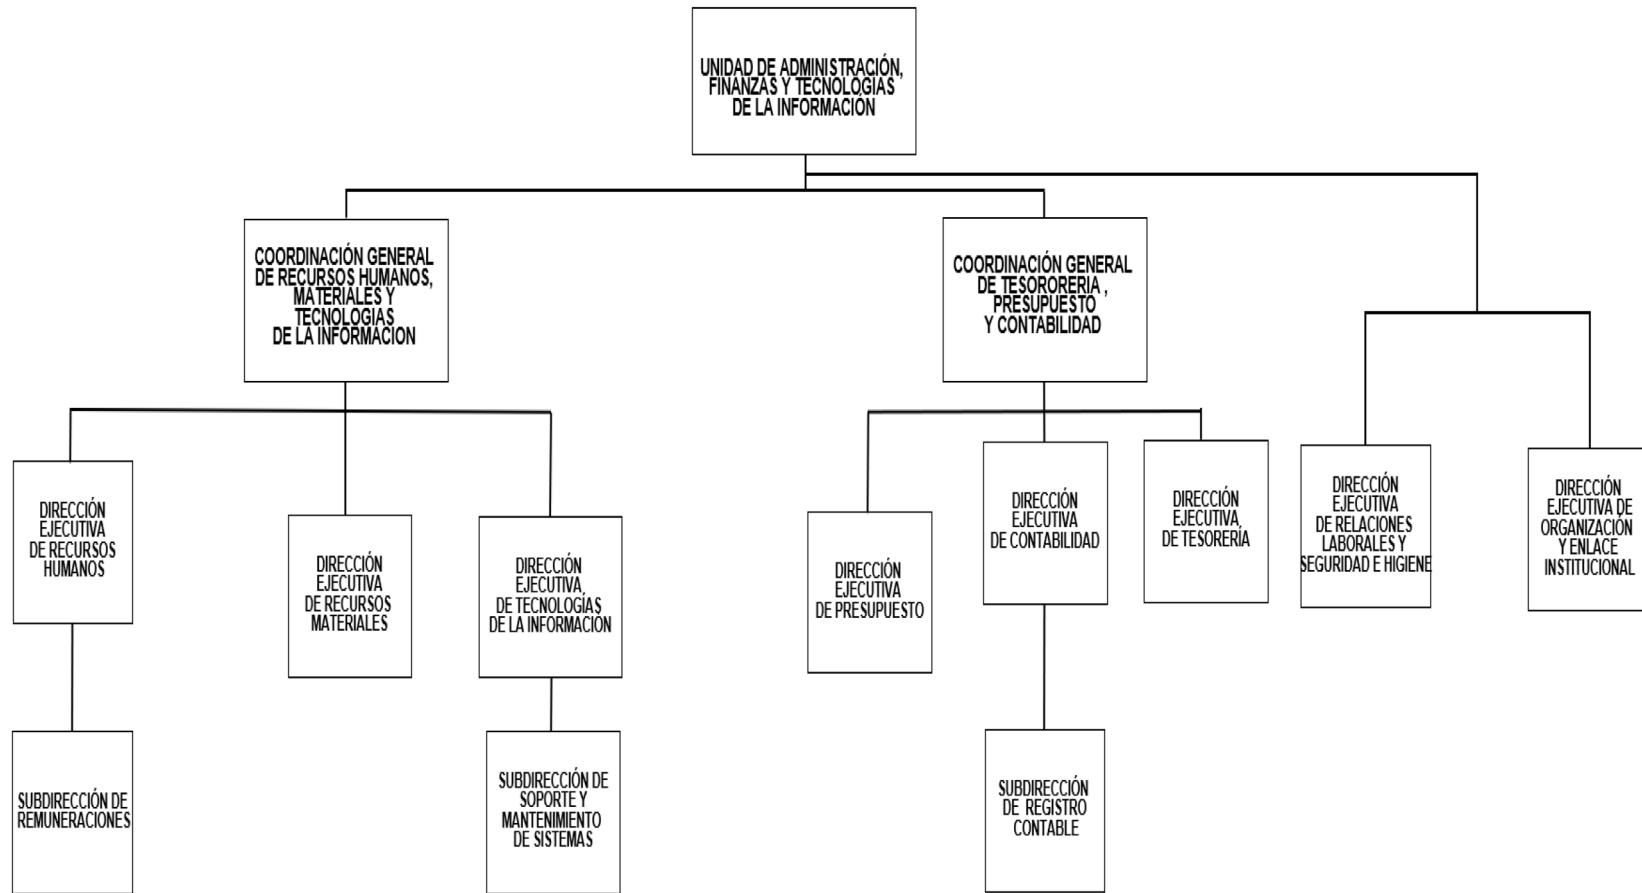 UNIDAD DE ADMINISTRACIÓN,
FINANZAS Y TECNOLOGÍAS
DE LA INFORMACIÓN
COORDINACIÓN GENERAL
DE RECURSOS HUMANOS,
MATERIALES Y
TECNOLOGIAS
DE LA INFORMACION
COORDINACIÓN GENERAL
DE TESORORERIA ,
PRESUPUESTO
Y CONTABILIDAD
DIRECCIÓN
EJECUTIVA
DE RECURSOS
HUMANOS
DIRECCIÓN
EJECUTIVA
DE RECURSOS
MATERIALES
DIRECCIÓN
EJECUTIVA
DE TECNOLOGÍAS
DE LA INFORMACIÓN
DIRECCIÓN
EJECUTIVA
DE PRESUPUESTO
DIRECCIÓN
EJECUTIVA
DE CONTABILIDAD
DIRECCIÓN
EJECUTIVA
DE TESORERÍA
DIRECCIÓN
EJECUTIVA
DE RELACIONES
LABORALES Y
SEGURIDAD E HIGIENE
DIRECCIÓN
EJECUTIVA DE
ORGANIZACIÓN
Y ENLACE
INSTITUCIONAL
SUBDIRECCIÓN DE
REMUNERACIONES
SUBDIRECCIÓN DE
SOPORTE Y
MANTENIMIENTO
DE SISTEMAS
SUBDIRECCIÓN
DE REGISTRO
CONTABLE